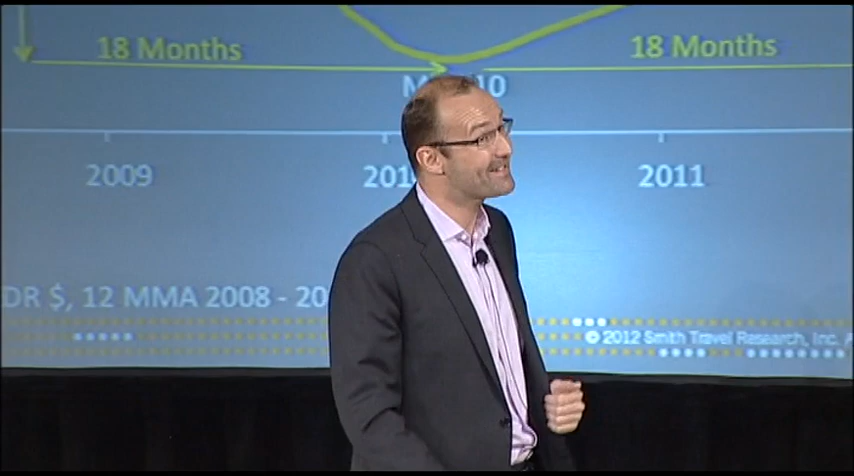 18 Months
18 Months
2009
2011
DR $, 12 MMA 2008 - 20
© 2012 Smith Travel Research, Inc.